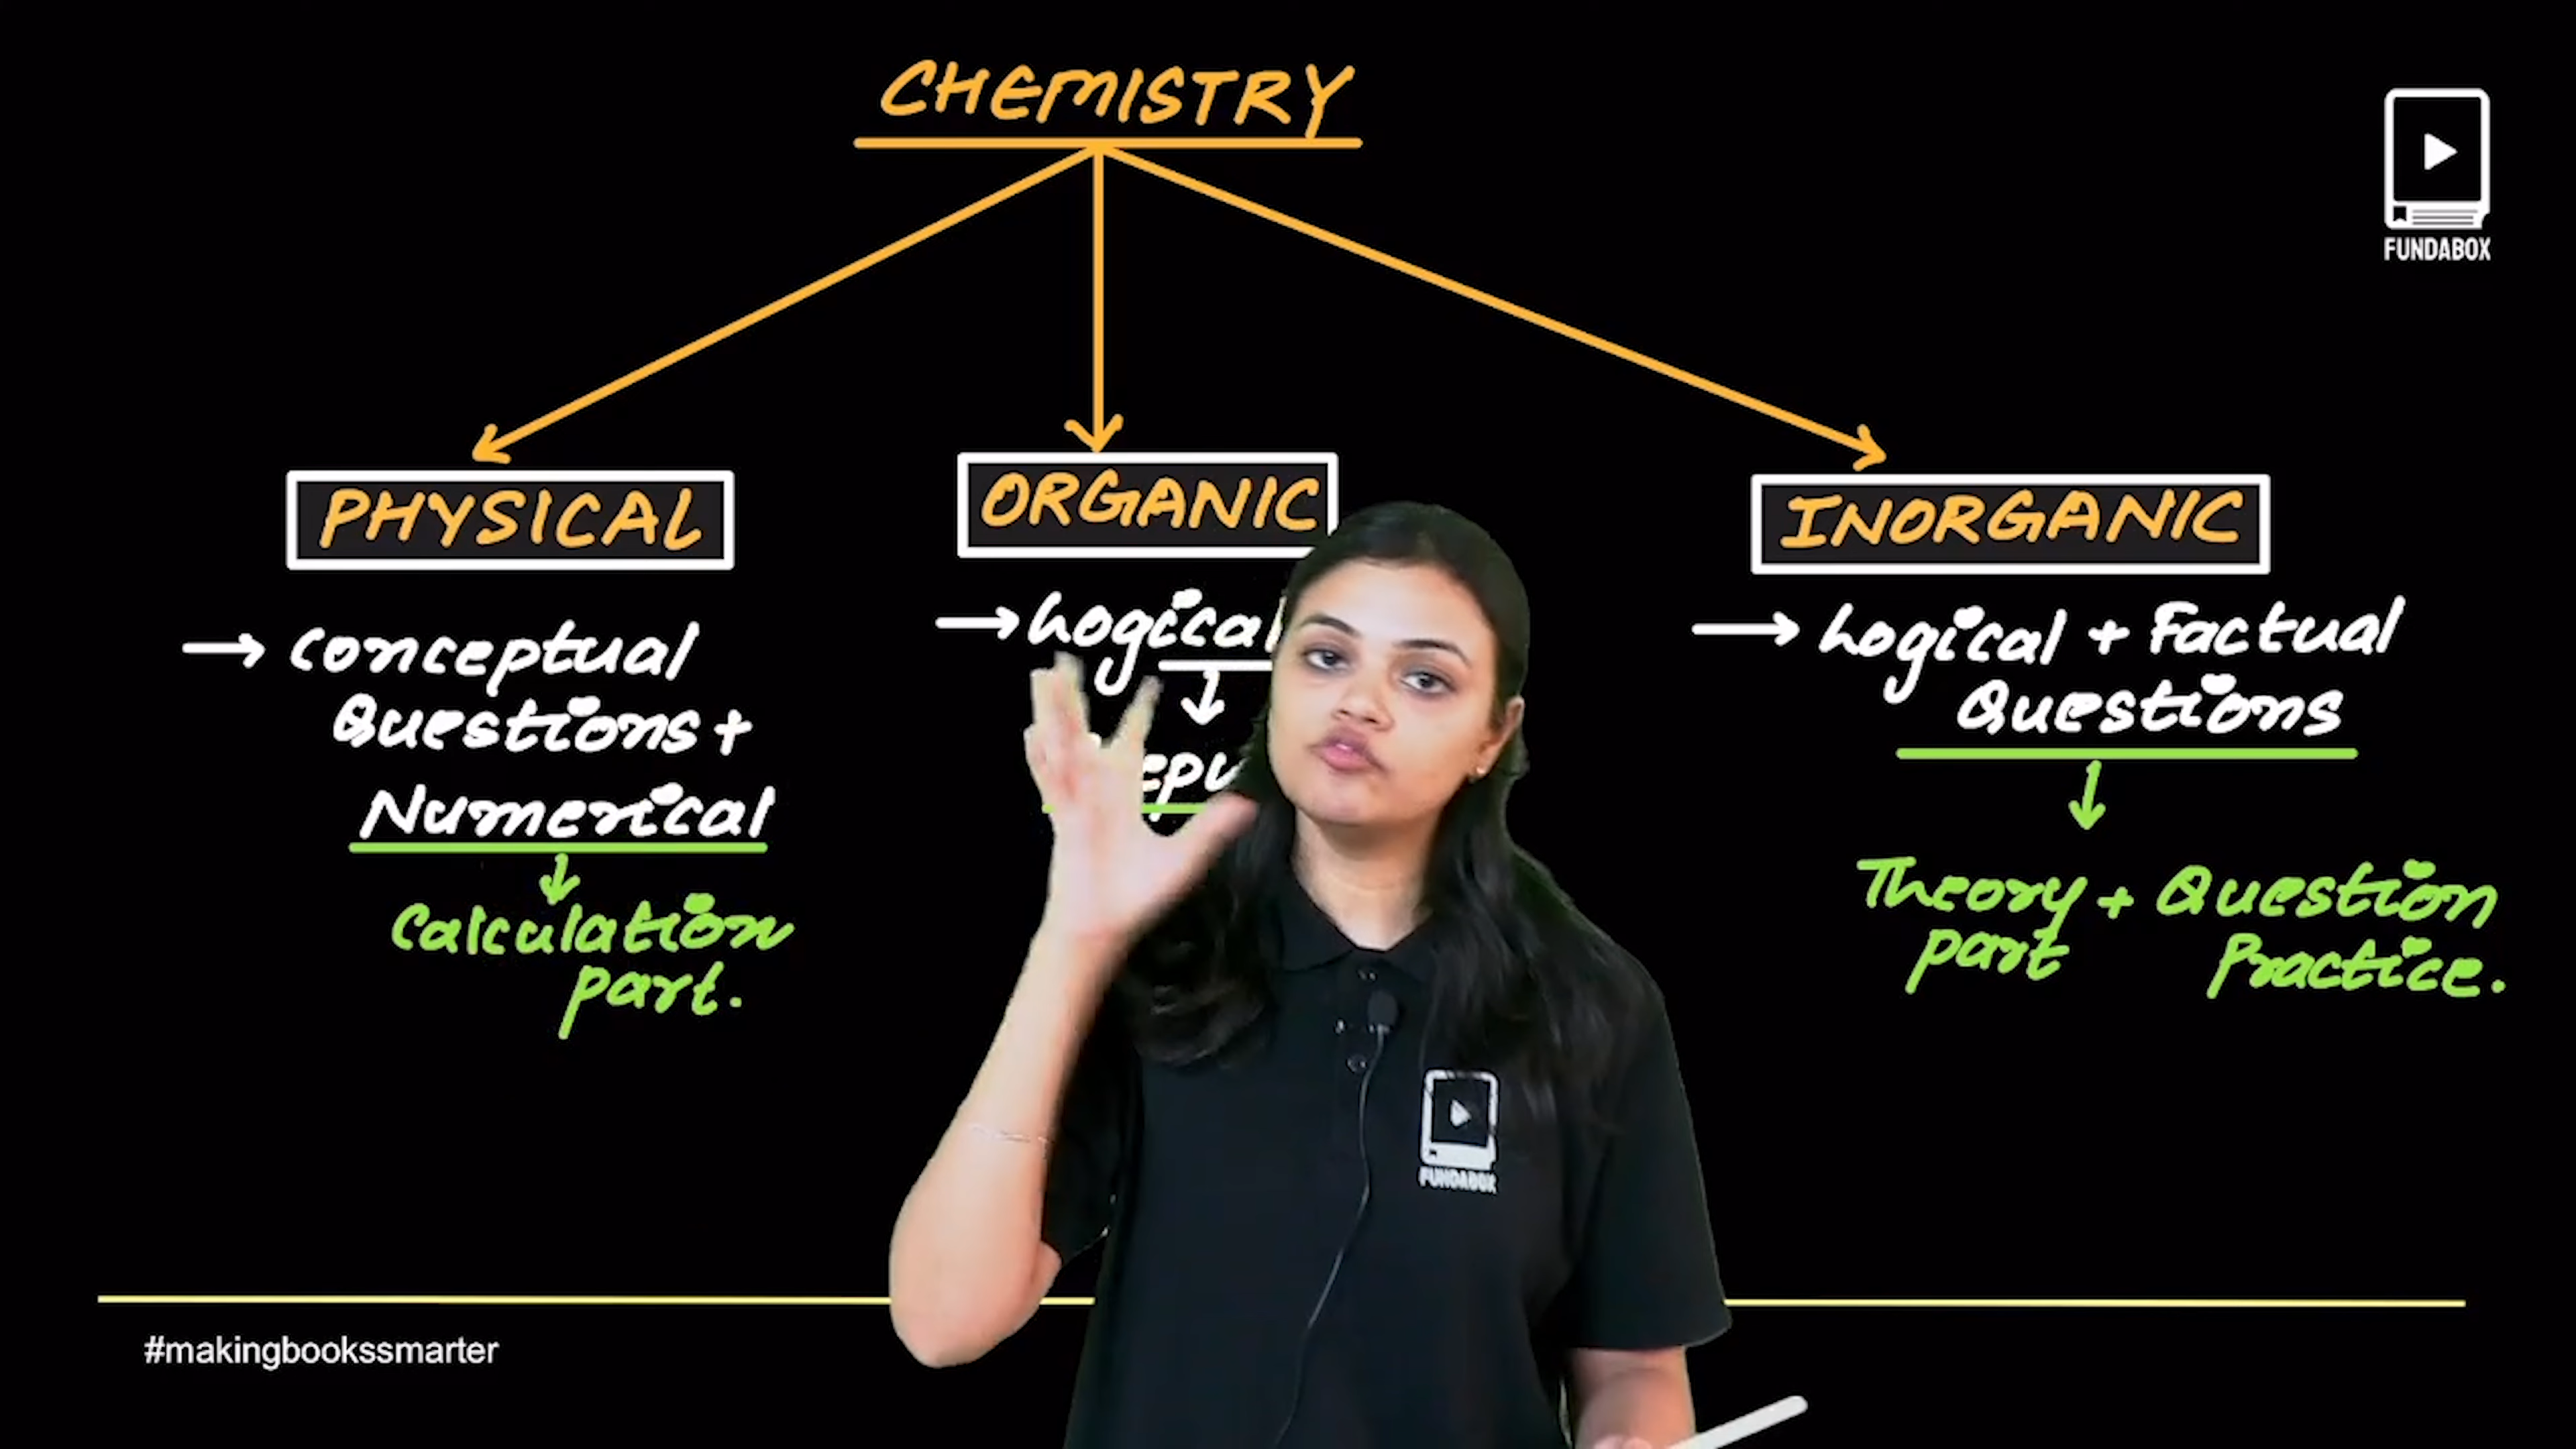 CHEMISTRY
FUNDABOX
PHYSICAL
→ Conceptual
Questions +
Numerical
↓
Calculation
part.
ORGANIC
→ Logical
↓
INORGANIC
→ Logical + Factual
Questions
↓
Theory + Question
part Practice.
FUNDABOX
#makingbookssmarter